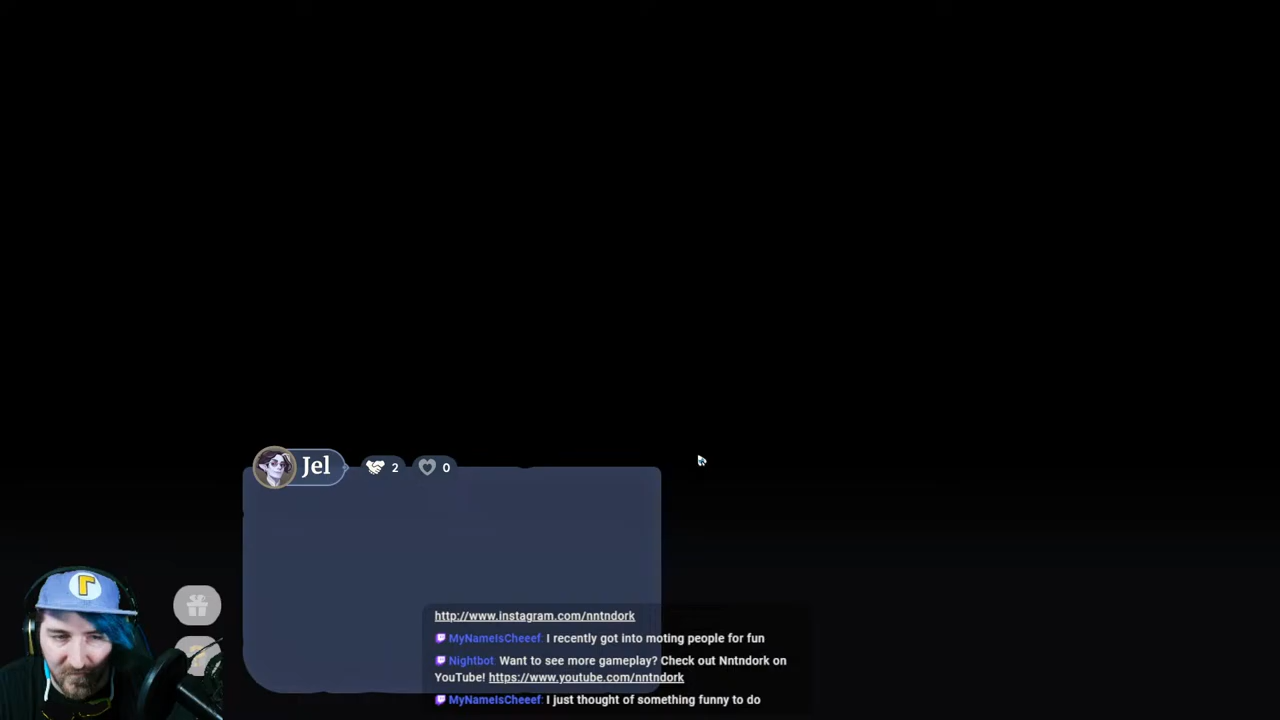 Jel 2 0
http://www.instagram.com/nntndork
MyNameIsCheeef: I recently got into moting people for fun
Nightbot: Want to see more gameplay? Check out Nntndork on
YouTube! https://www.youtube.com/nntndork
MyNameIsCheeef: I just thought of something funny to do